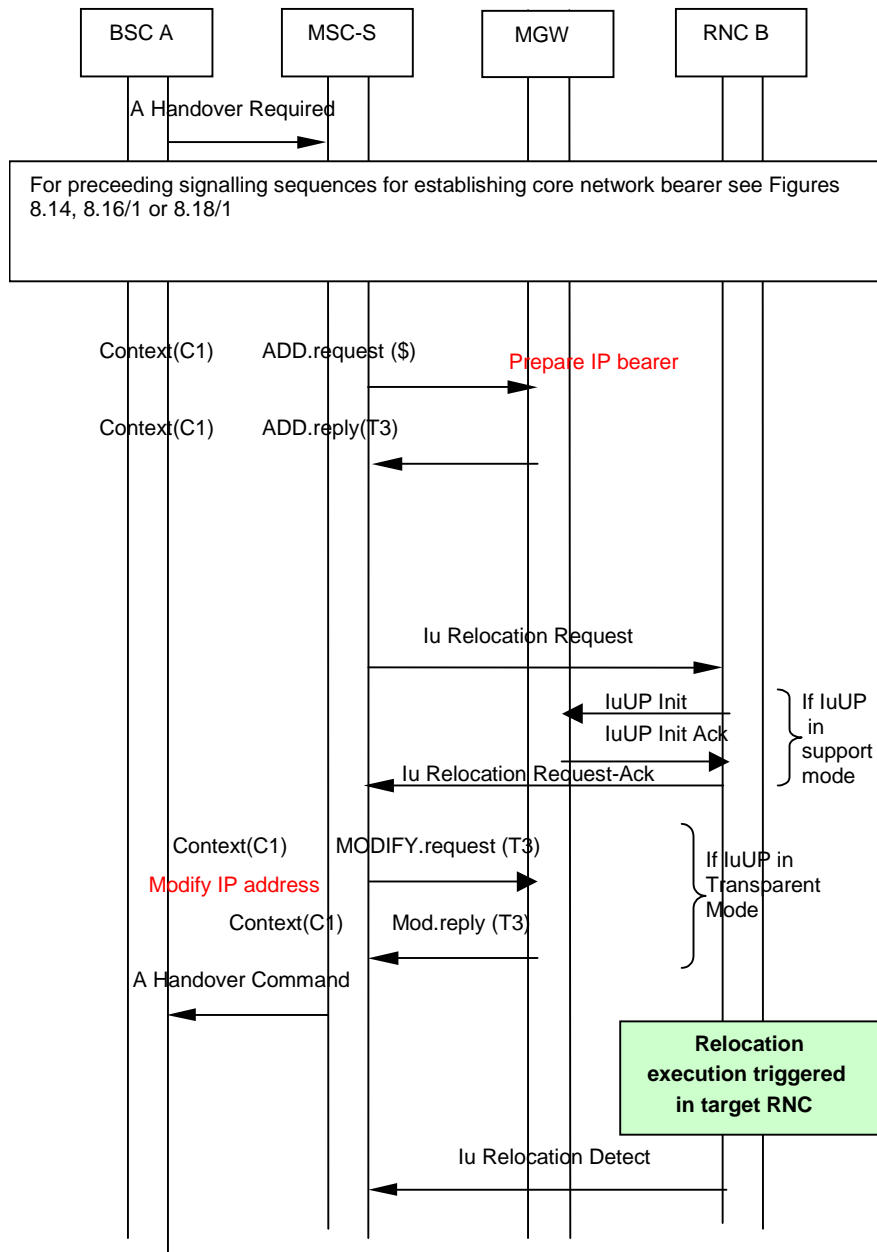 BSC A
MSC-S
MGW
RNC B
A Handover Required
For preceeding signalling sequences for establishing core network bearer see Figures
8.14, 8.16/1 or 8.18/1
Context(C1) ADD.request ($)
Prepare IP bearer
Context(C1) ADD.reply(T3)
Iu Relocation Request
IuUP Init
IuUP Init Ack
If IuUP
in
support
mode
Iu Relocation Request-Ack
Context(C1) MODIFY.request (T3)
Modify IP address
If IuUP in
Transparent
Mode
Context(C1) Mod.reply (T3)
A Handover Command
Relocation
execution triggered
in target RNC
Iu Relocation Detect